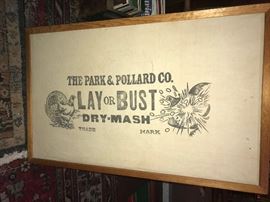 THE PARK & POLLARD CO.
LAY OR BUST
DRY-MASH
TRADE MARK